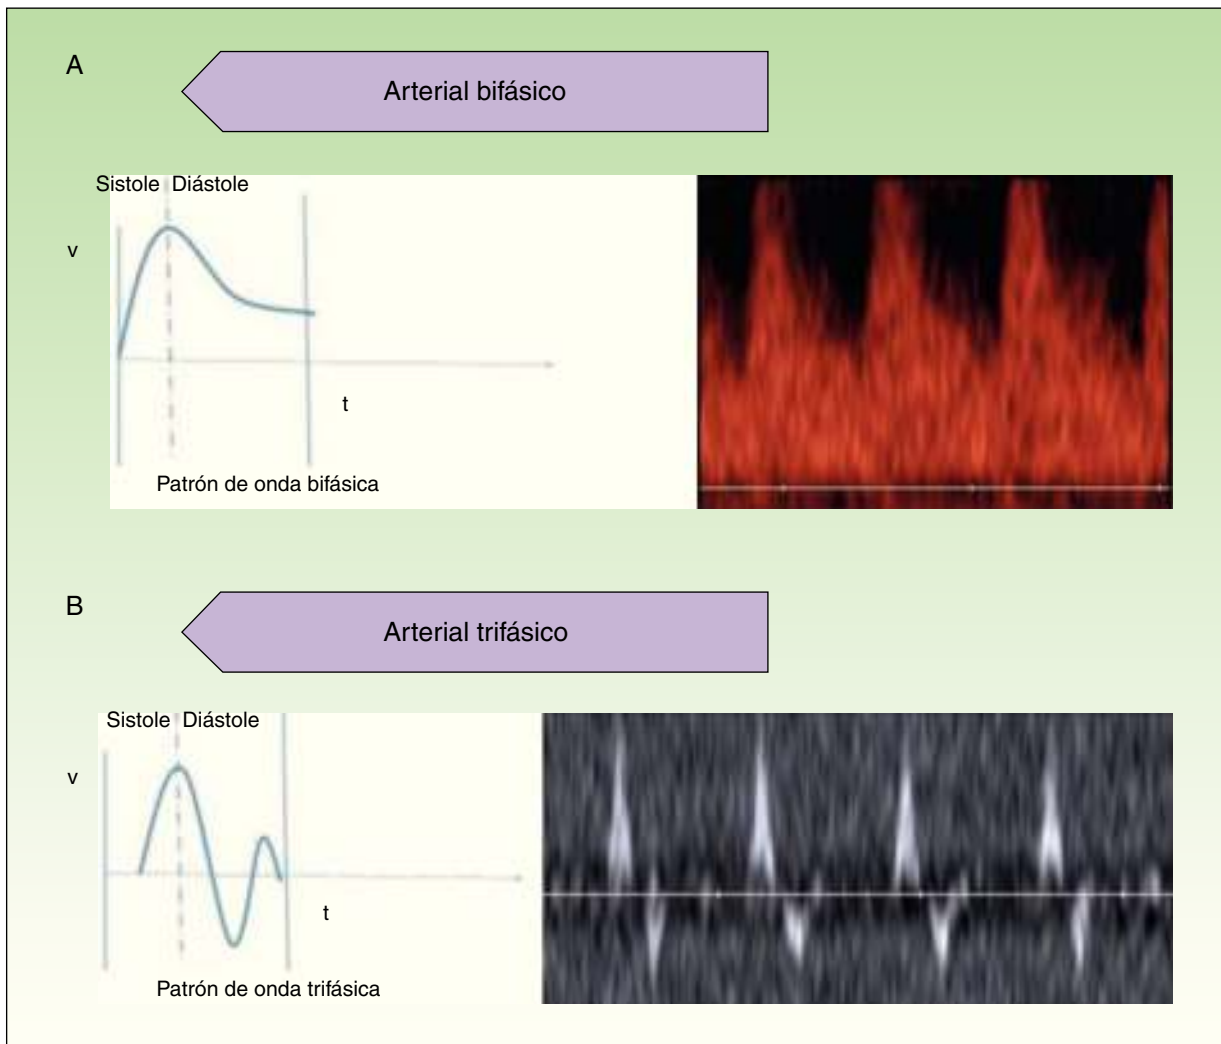 A
Arterial bifásico
Sistole Diástole
v
t
Patrón de onda bifásica
B
Arterial trifásico
Sistole Diástole
v
t
Patrón de onda trifásica